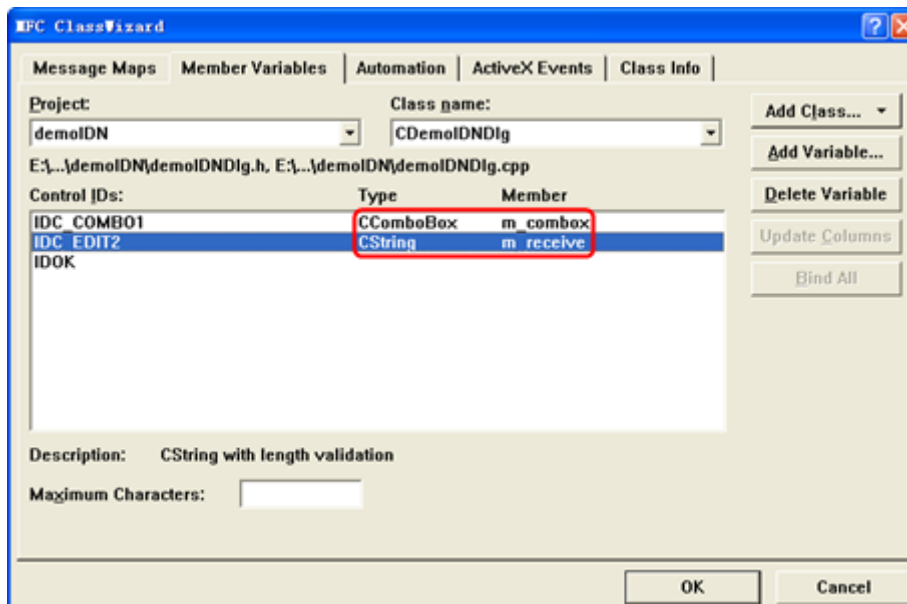 MFC ClassWizard
Message Maps Member Variables Automation ActiveX Events Class Info
Project: Class name:
demoIDN CDemoIDNDlg
Add Class...
E:\...\demoIDN\demoIDNDlg.h, E:\...\demoIDN\demoIDNDlg.cpp
Add Variable...
Control IDs: Type Member
Delete Variable
IDC_COMBO1 CComboBox m_combox
IDC_EDIT2 CString m_receive
IDOK
Update Columns
Bind All
Description: CString with length validation
Maximum Characters:
OK Cancel